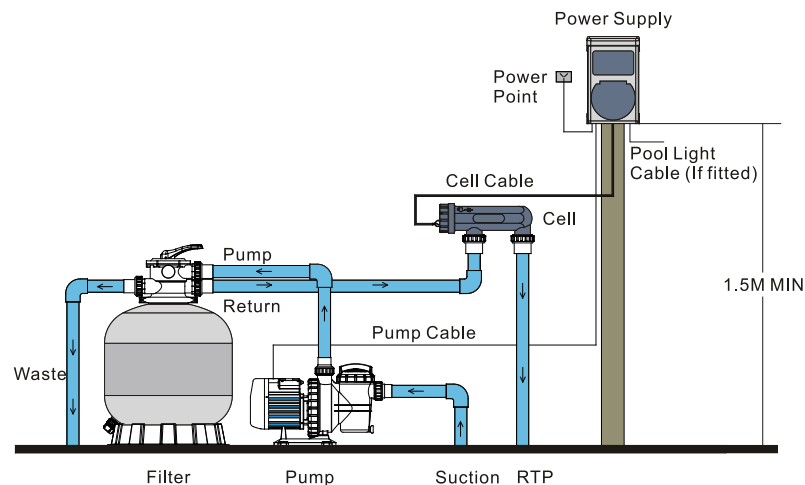 Power Supply
Power
Point
Pool Light
Cable (If fitted)
Cell Cable
Cell
Pump
Return
1.5M MIN
Pump Cable
Waste
Filter
Pump
Suction
RTP